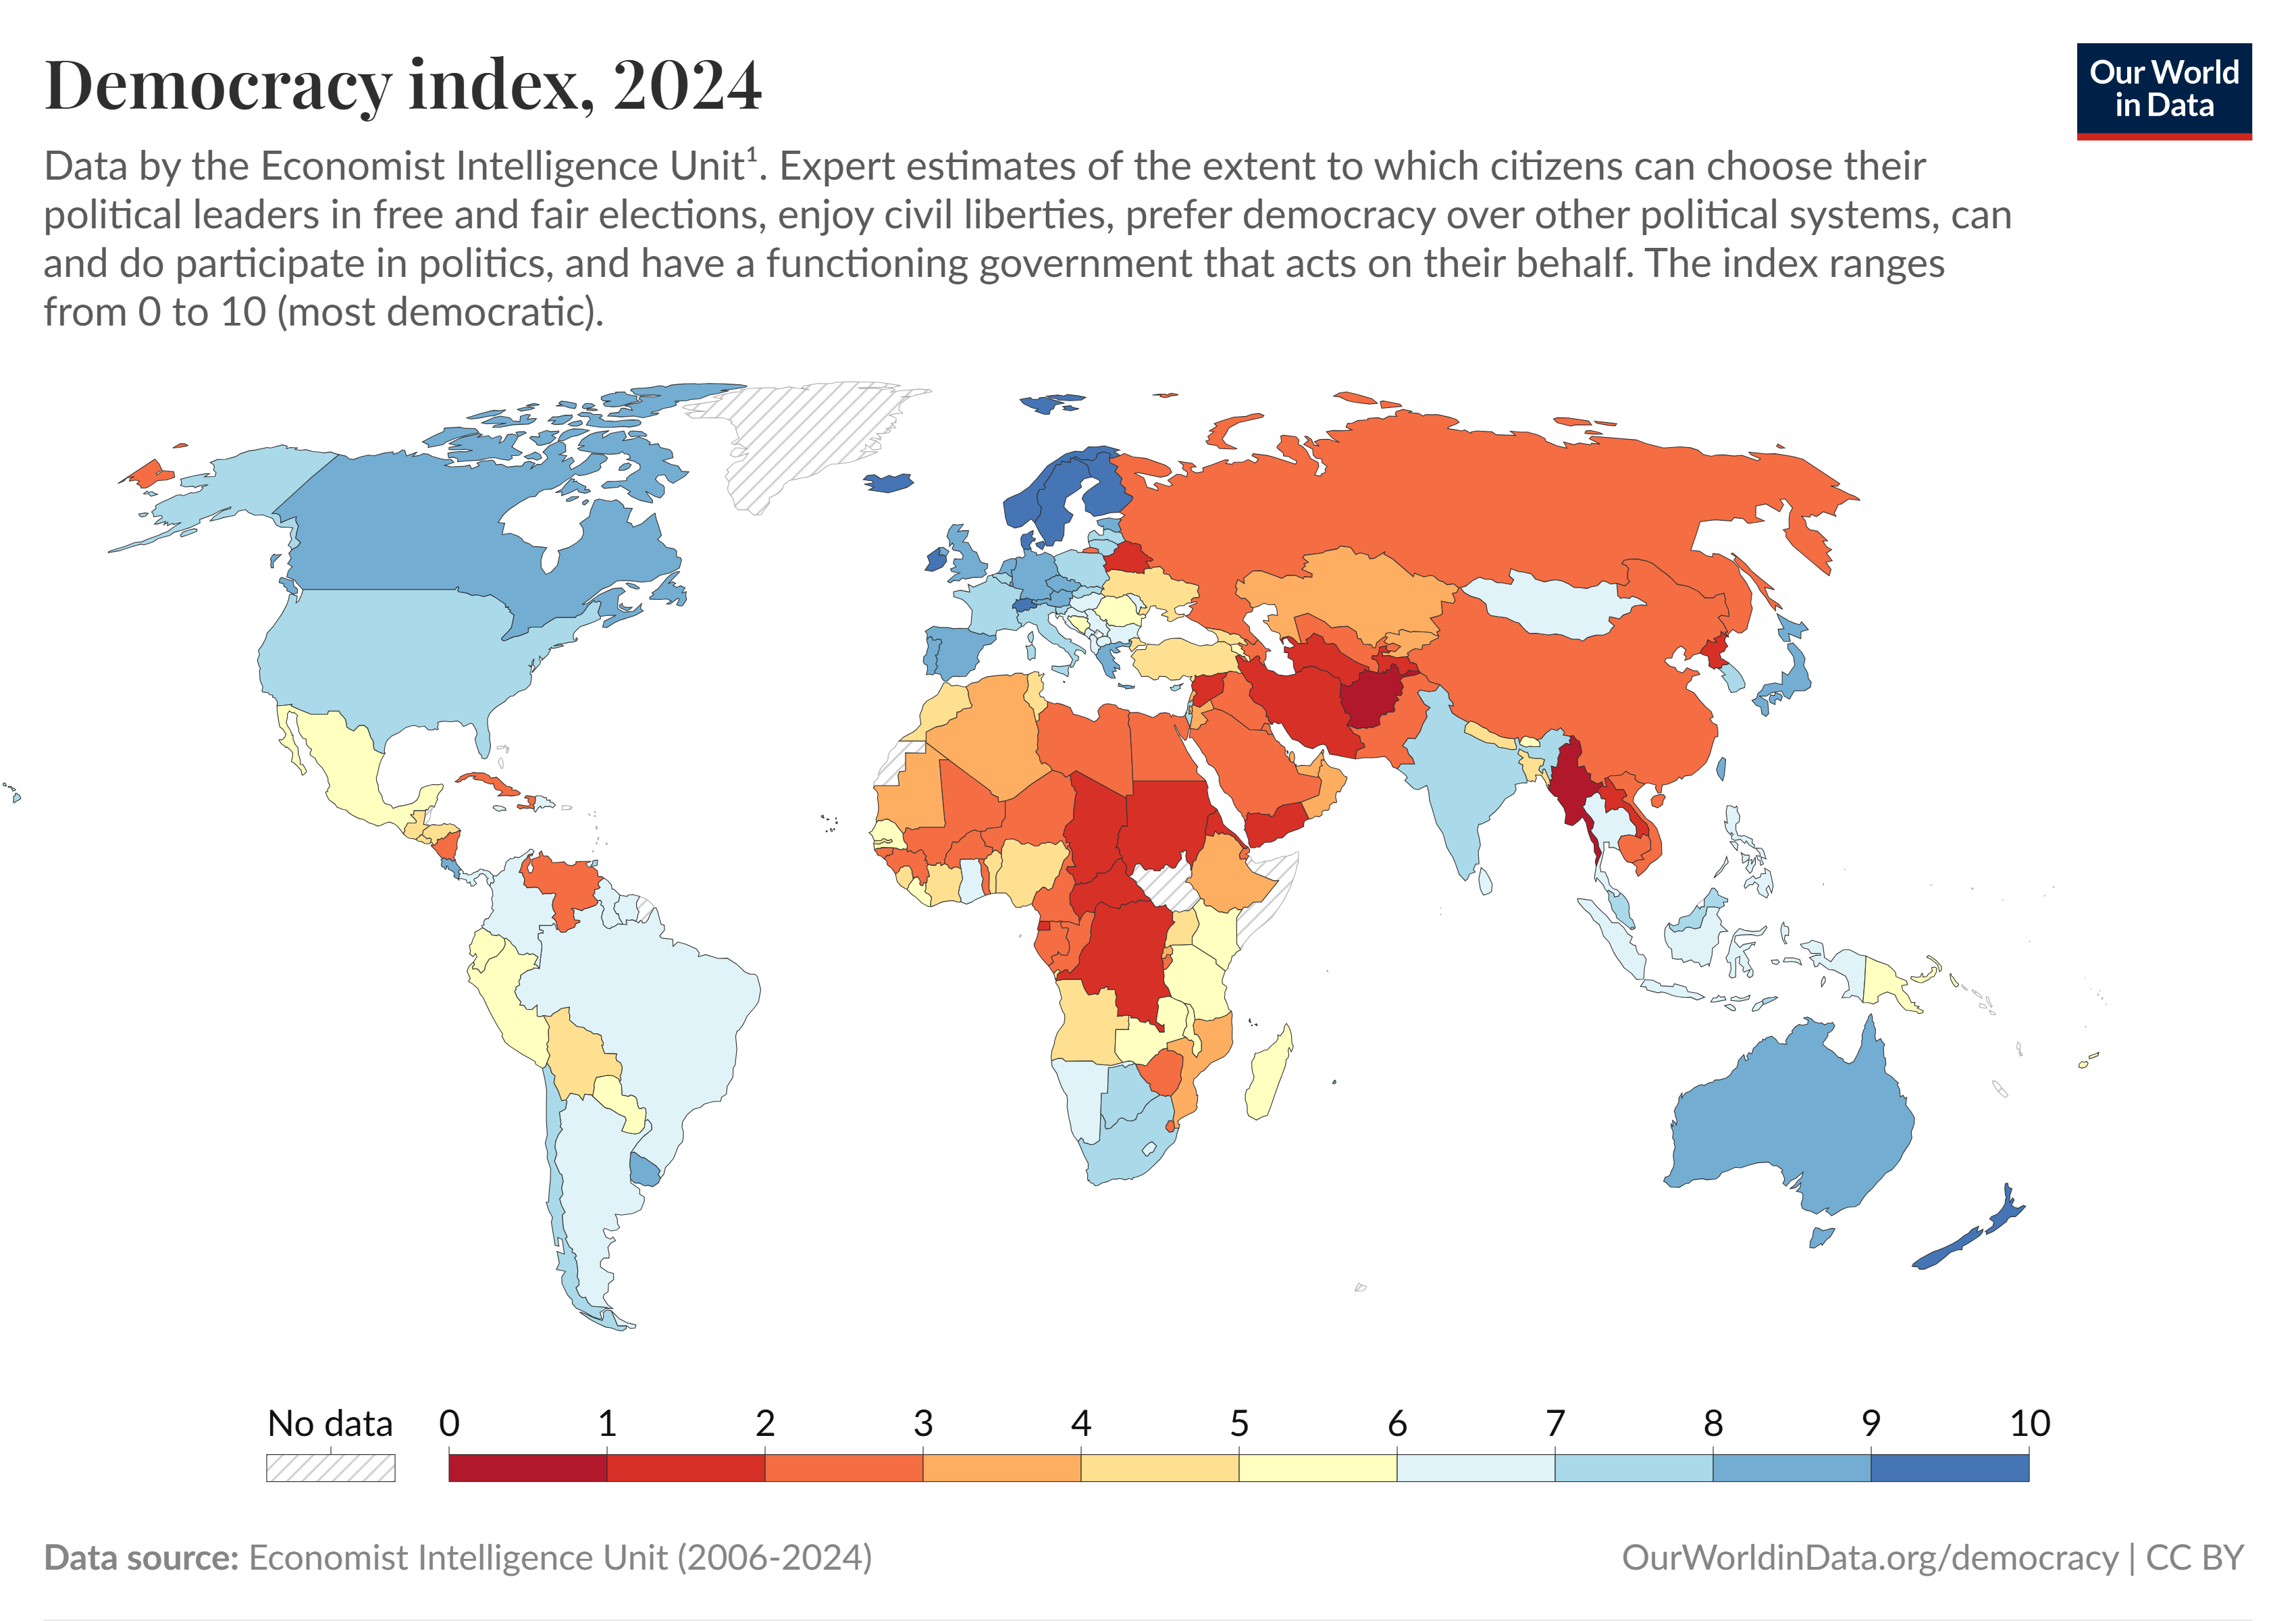 Democracy index, 2024
Our World
in Data
Data by the Economist Intelligence Unit¹. Expert estimates of the extent to which citizens can choose their
political leaders in free and fair elections, enjoy civil liberties, prefer democracy over other political systems, can
and do participate in politics, and have a functioning government that acts on their behalf. The index ranges
from 0 to 10 (most democratic).
No data 0 1 2 3 4 5 6 7 8 9 10
Data source: Economist Intelligence Unit (2006-2024)
OurWorldinData.org/democracy | CC BY